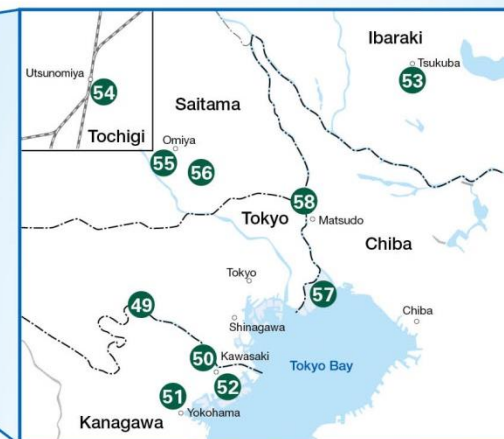 Ibaraki
Tsukuba
53
Utsunomiya
54
Tochigi
Saitama
Omiya
55
56
58
Tokyo
Matsudo
Chiba
Tokyo
57
49
Shinagawa
Chiba
50
Kawasaki
Tokyo Bay
52
51
Yokohama
Kanagawa